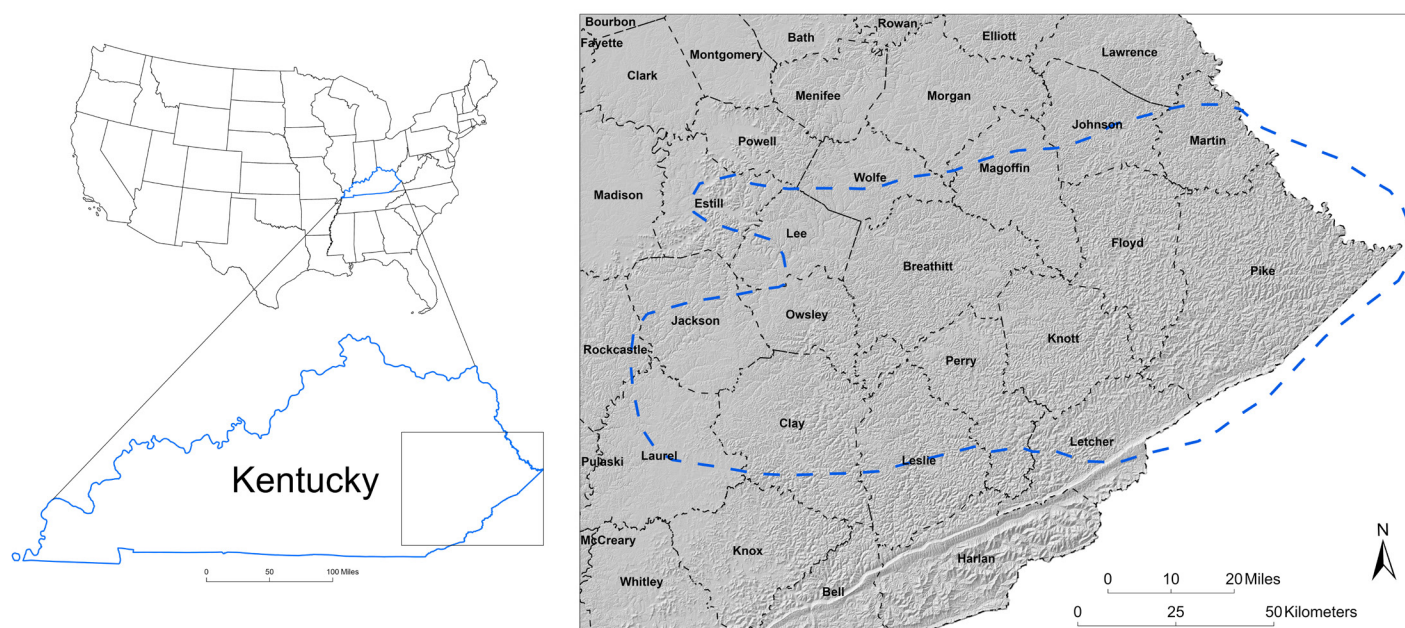 Kentucky
0 50 100 Miles
Bourbon
Rowan
Bath
Elliott
Fayette
Montgomery
Lawrence
Clark
Menifee
Morgan
Johnson
Powell
Martin
Magoffin
Wolfe
Madison
Estill
Lee
Floyd
Breathitt
Pike
Owsley
Jackson
Knott
Rockcastle
Perry
Clay
Letcher
Laurel
Leslie
Pulaski
McCreary
Knox
Harlan
Whitley
Bell
N
0 10 20 Miles
0 25 50 Kilometers